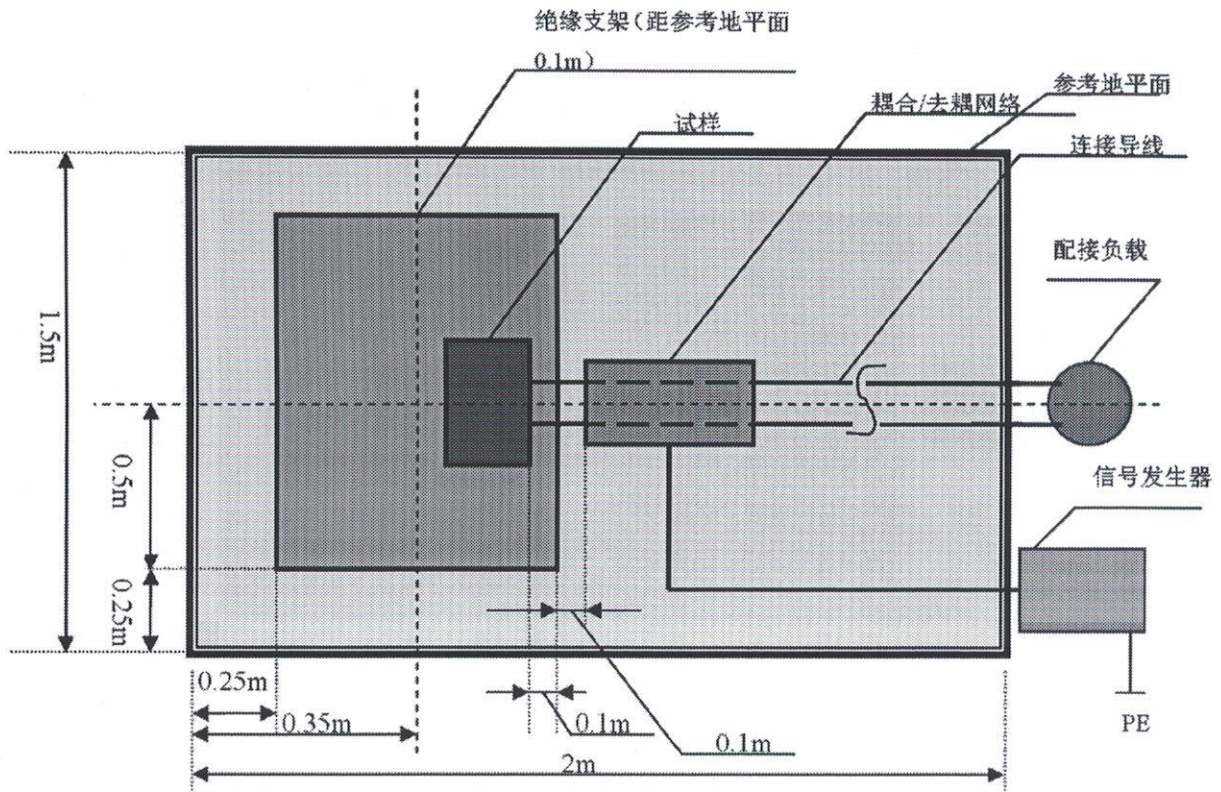 绝缘支架（距参考地平面
0.1m）
参考地平面
耦合/去耦网络
试样
连接导线
配接负载
1.5m
0.5m
信号发生器
0.25m
0.25m
0.35m
0.1m
0.1m
PE
2m